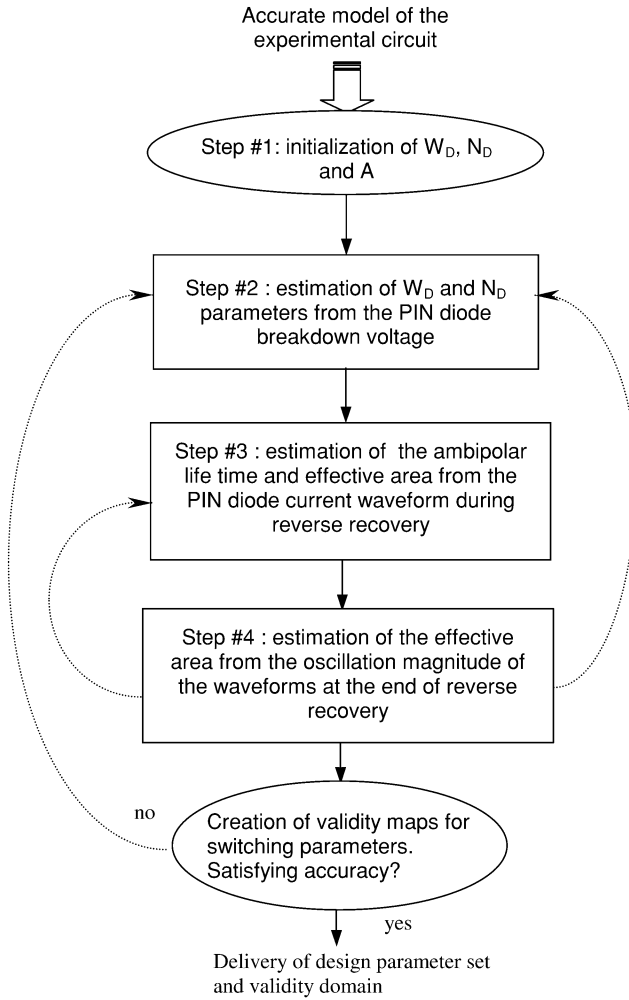 Accurate model of the
experimental circuit
Step #1: initialization of W_D, N_D
and A
Step #2 : estimation of W_D and N_D
parameters from the PIN diode
breakdown voltage
Step #3 : estimation of  the ambipolar
life time and effective area from the
PIN diode current waveform during
reverse recovery
Step #4 : estimation of the effective
area from the oscillation magnitude of
the waveforms at the end of reverse
recovery
no
Creation of validity maps for
switching parameters.
Satisfying accuracy?
yes
Delivery of design parameter set
and validity domain